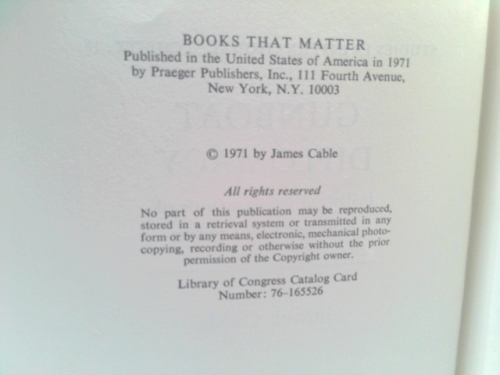 BOOKS THAT MATTER
Published in the United States of America in 1971
by Praeger Publishers, Inc., 111 Fourth Avenue,
New York, N.Y. 10003
© 1971 by James Cable
All rights reserved
No part of this publication may be reproduced,
stored in a retrieval system or transmitted in any
form or by any means, electronic, mechanical photo-
copying, recording or otherwise without the prior
permission of the Copyright owner.
Library of Congress Catalog Card
Number: 76-165526